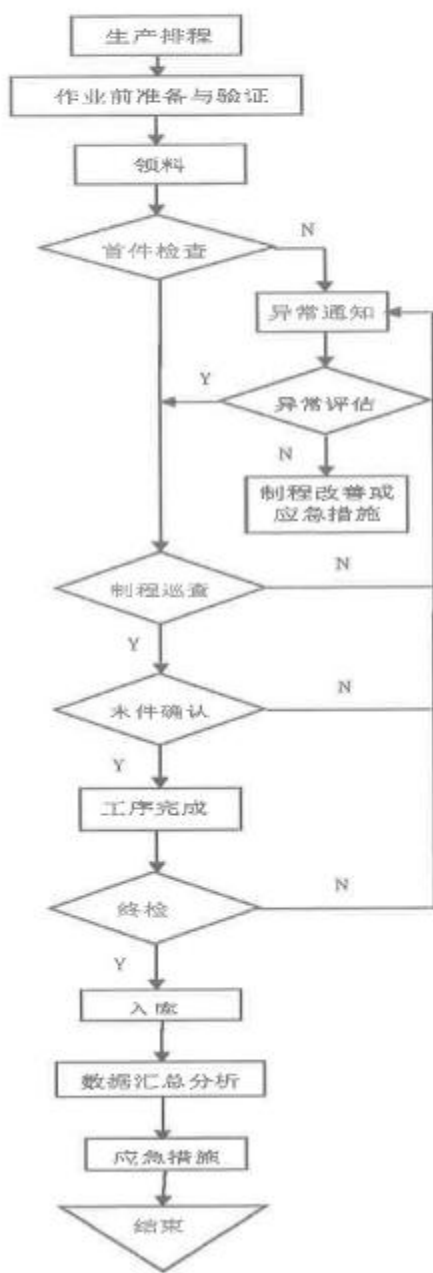 生产排程
作业前准备与验证
领料
首件检查
N
异常通知
Y
异常评估
N
制程改善或
应急措施
制程巡查
N
Y
末件确认
N
Y
工序完成
終检
N
Y
入库
数据汇总分析
应急措施
结束